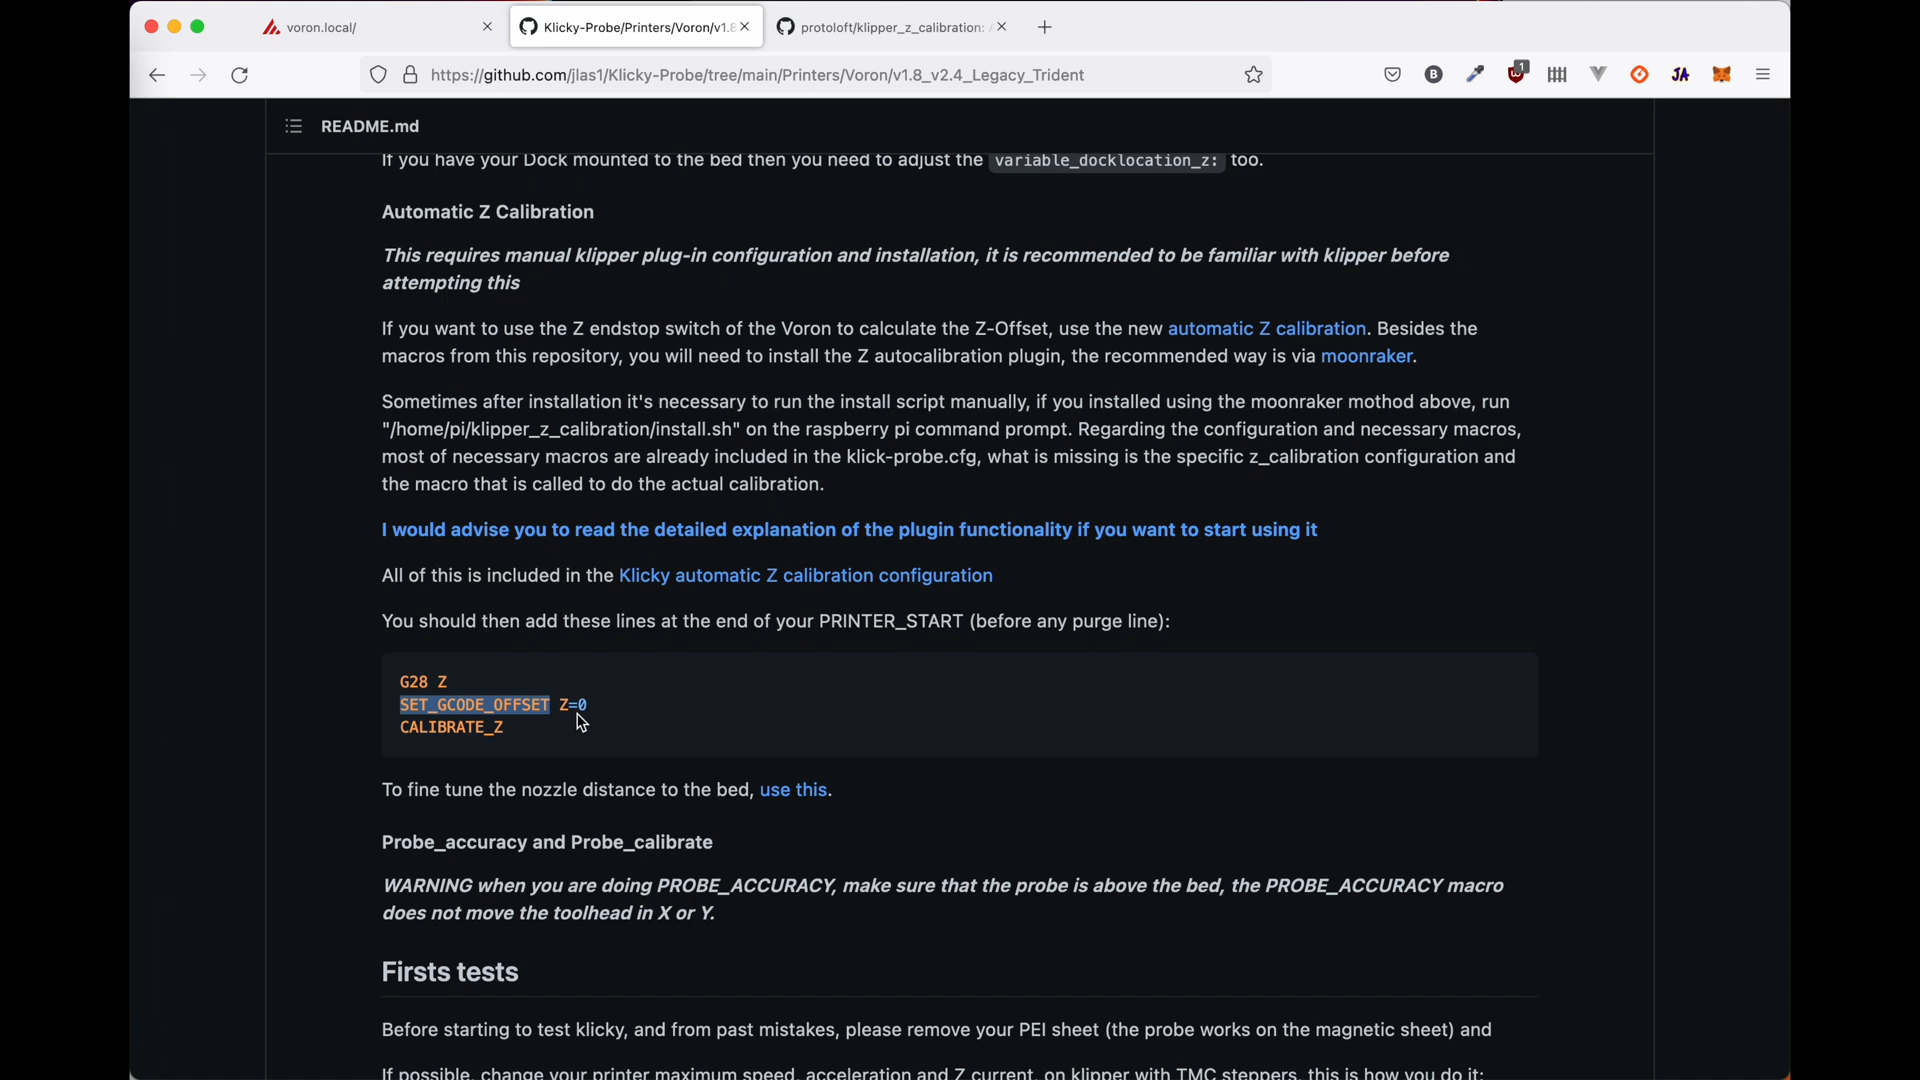 voron.local/
Klicky-Probe/Printers/Voron/v1.8
protoloft/klipper_z_calibration:
https://github.com/jlas1/Klicky-Probe/tree/main/Printers/Voron/v1.8_v2.4_Legacy_Trident
B
1
JA
README.md
If you have your Dock mounted to the bed then you need to adjust the variable_docklocation_z: too.
Automatic Z Calibration
This requires manual klipper plug-in configuration and installation, it is recommended to be familiar with klipper before
attempting this
If you want to use the Z endstop switch of the Voron to calculate the Z-Offset, use the new automatic Z calibration. Besides the
macros from this repository, you will need to install the Z autocalibration plugin, the recommended way is via moonraker.
Sometimes after installation it's necessary to run the install script manually, if you installed using the moonraker mothod above, run
"/home/pi/klipper_z_calibration/install.sh" on the raspberry pi command prompt. Regarding the configuration and necessary macros,
most of necessary macros are already included in the klick-probe.cfg, what is missing is the specific z_calibration configuration and
the macro that is called to do the actual calibration.
I would advise you to read the detailed explanation of the plugin functionality if you want to start using it
All of this is included in the Klicky automatic Z calibration configuration
You should then add these lines at the end of your PRINTER_START (before any purge line):
G28 Z
SET_GCODE_OFFSET Z=0
CALIBRATE_Z
To fine tune the nozzle distance to the bed, use this.
Probe_accuracy and Probe_calibrate
WARNING when you are doing PROBE_ACCURACY, make sure that the probe is above the bed, the PROBE_ACCURACY macro
does not move the toolhead in X or Y.
Firsts tests
Before starting to test klicky, and from past mistakes, please remove your PEI sheet (the probe works on the magnetic sheet) and
If possible, change your printer maximum speed, acceleration and Z current, on klipper with TMC steppers, this is how you do it: